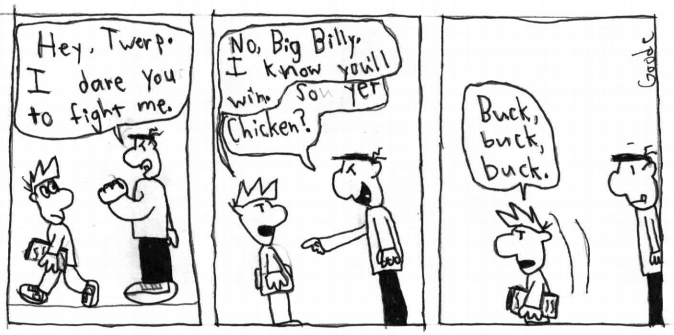 Hey, Twerp.
I dare you
to fight me.
No, Big Billy.
I know you'll
win.
So yer
Chicken?
Buck,
buck,
buck.